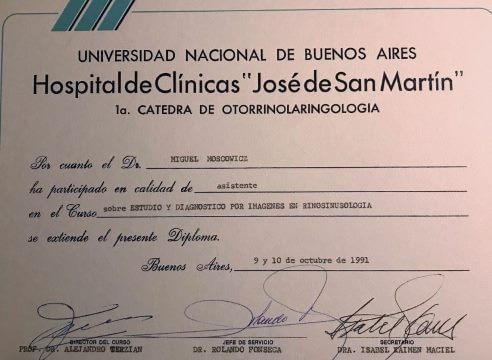 UNIVERSIDAD NACIONAL DE BUENOS AIRES
Hospital de Clínicas "José de San Martín"
1a. CATEDRA DE OTORRINOLARINGOLOGIA
Por cuanto el Dr. MIGUEL MOSCOVICZ
ha participado en calidad de asistente
en el Curso sobre ESTUDIO Y DIAGNOSTICO POR IMAGENES EN RINOSINUSOLOGIA
se extiende el presente Diploma.
Buenos Aires, 9 y 10 de octubre de 1991
DIRECTOR DEL CURSO JEFE DE SERVICIO SECRETARIO
PROF. DR. ALEJANDRO TERZIAN DR. ROLANDO FONSECA DRA. ISABEL KAIMEN MACIEL